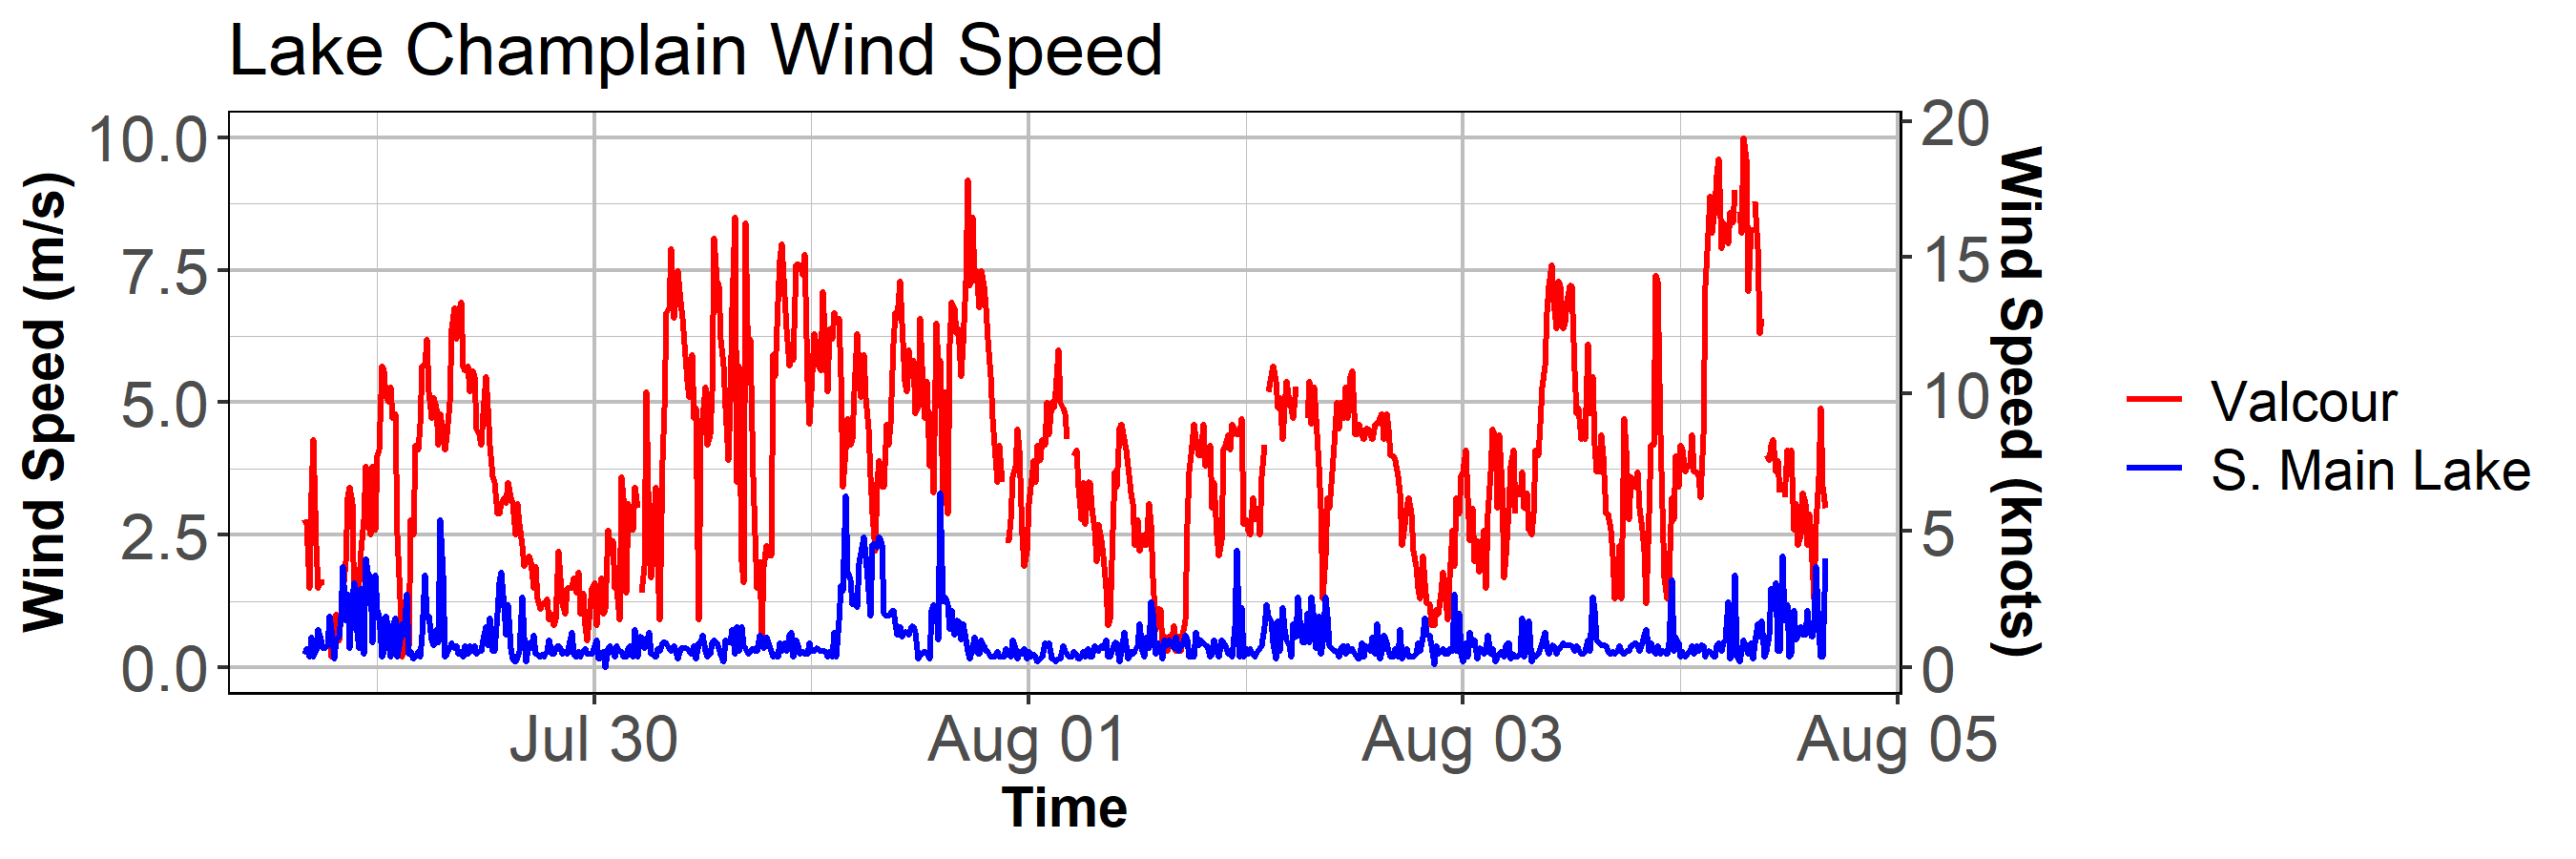 Lake Champlain Wind Speed
Wind Speed (m/s)
10.0
7.5
5.0
2.5
0.0
20
15
10
5
0
Wind Speed (knots)
Jul 30
Aug 01
Aug 03
Aug 05
Time
Valcour
S. Main Lake